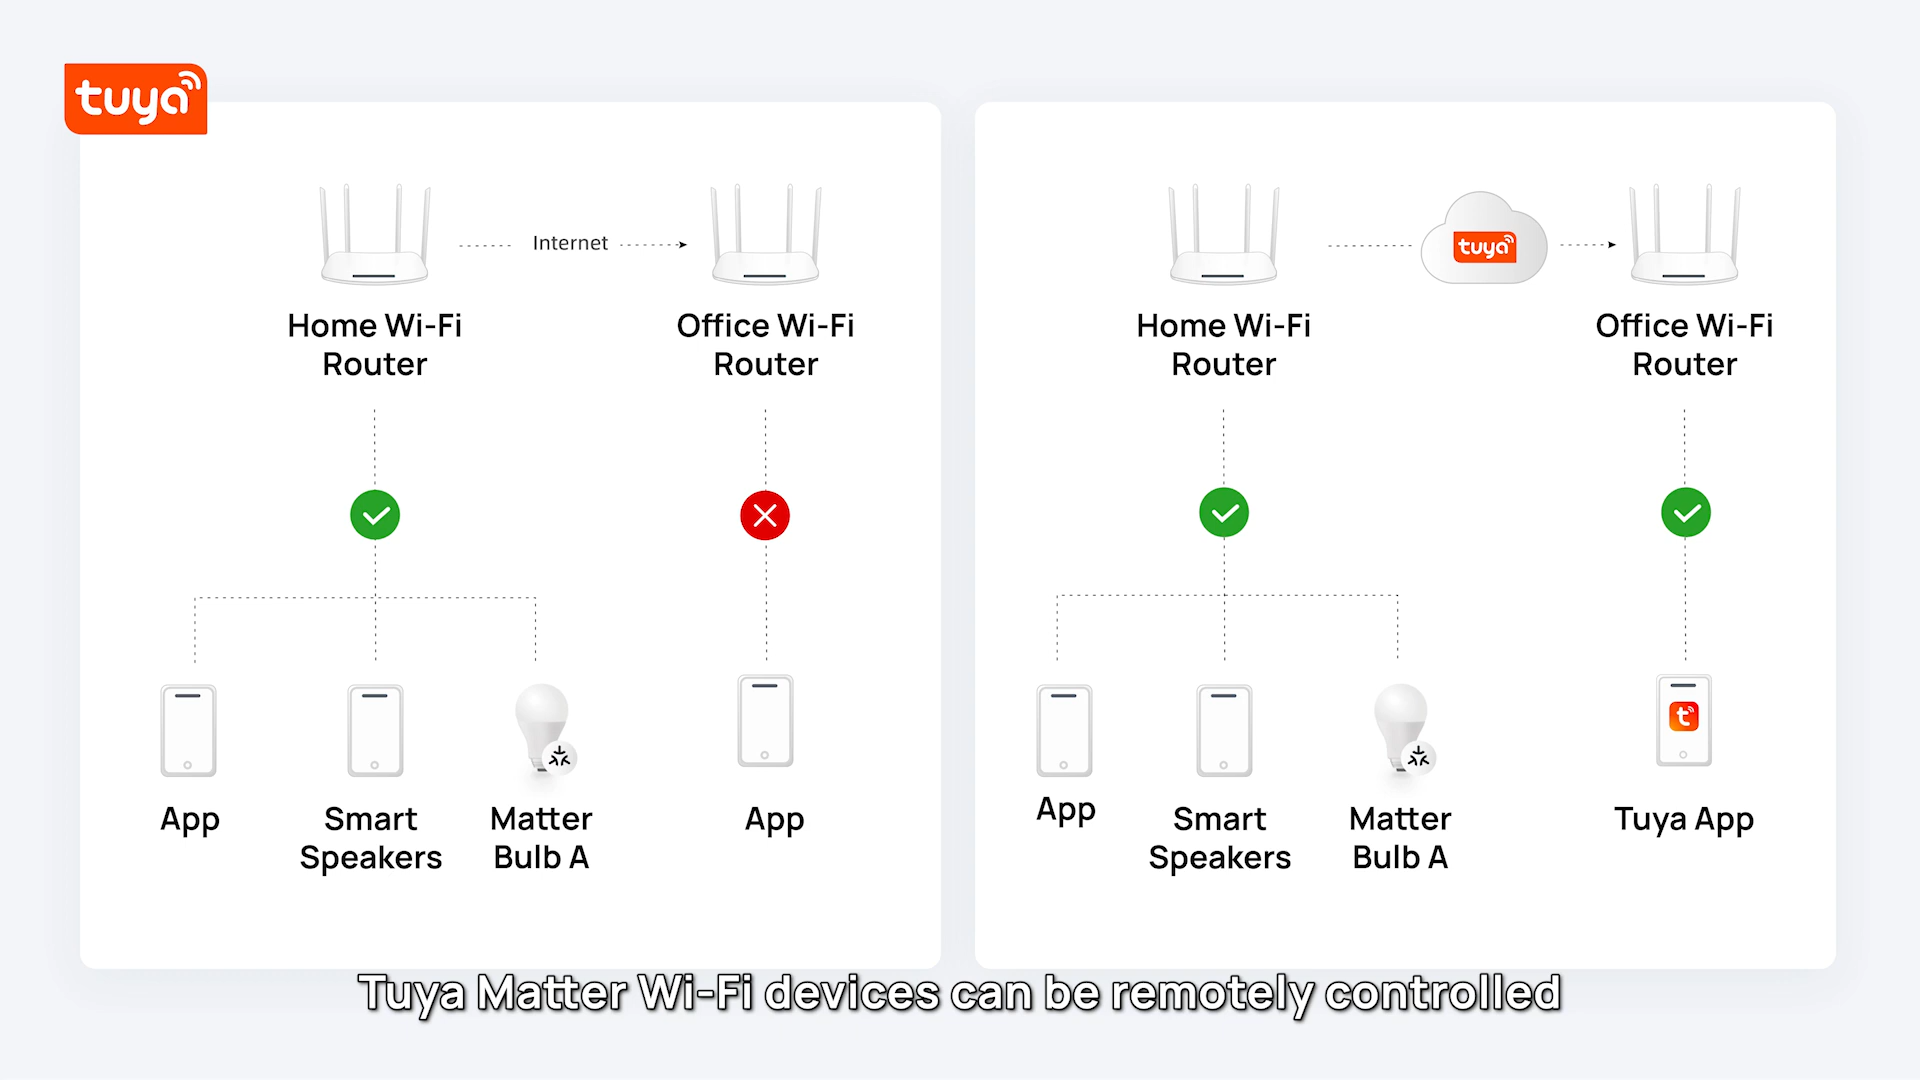 tuya
Internet
Home Wi-Fi
Router
Office Wi-Fi
Router
App
Smart
Speakers
Matter
Bulb A
App
tuya
Home Wi-Fi
Router
Office Wi-Fi
Router
t
App
Smart
Speakers
Matter
Bulb A
Tuya App
Tuya Matter Wi-Fi devices can be remotely controlled